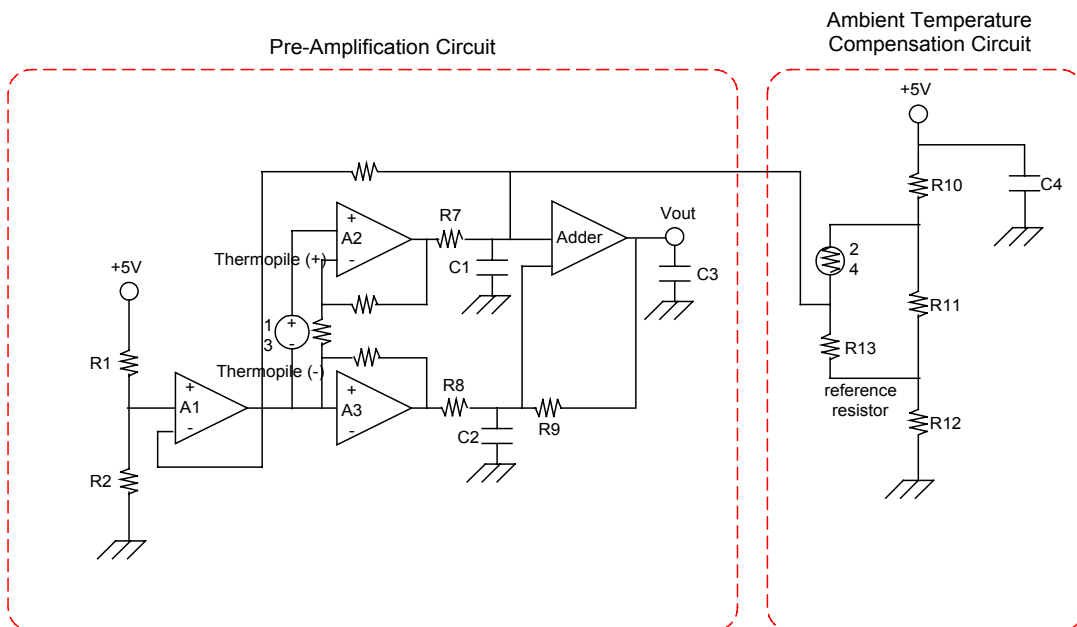 Pre-Amplification Circuit
Ambient Temperature
Compensation Circuit
+5V
R10
C4
+
A2
-
R7
Vout
Adder
C1
C3
Thermopile (+)
+5V
2
4
R11
1
3
+
-
R13
R1
Thermopile (-)
reference
resistor
+
A1
-
+
A3
-
R8
C2
R9
R12
R2